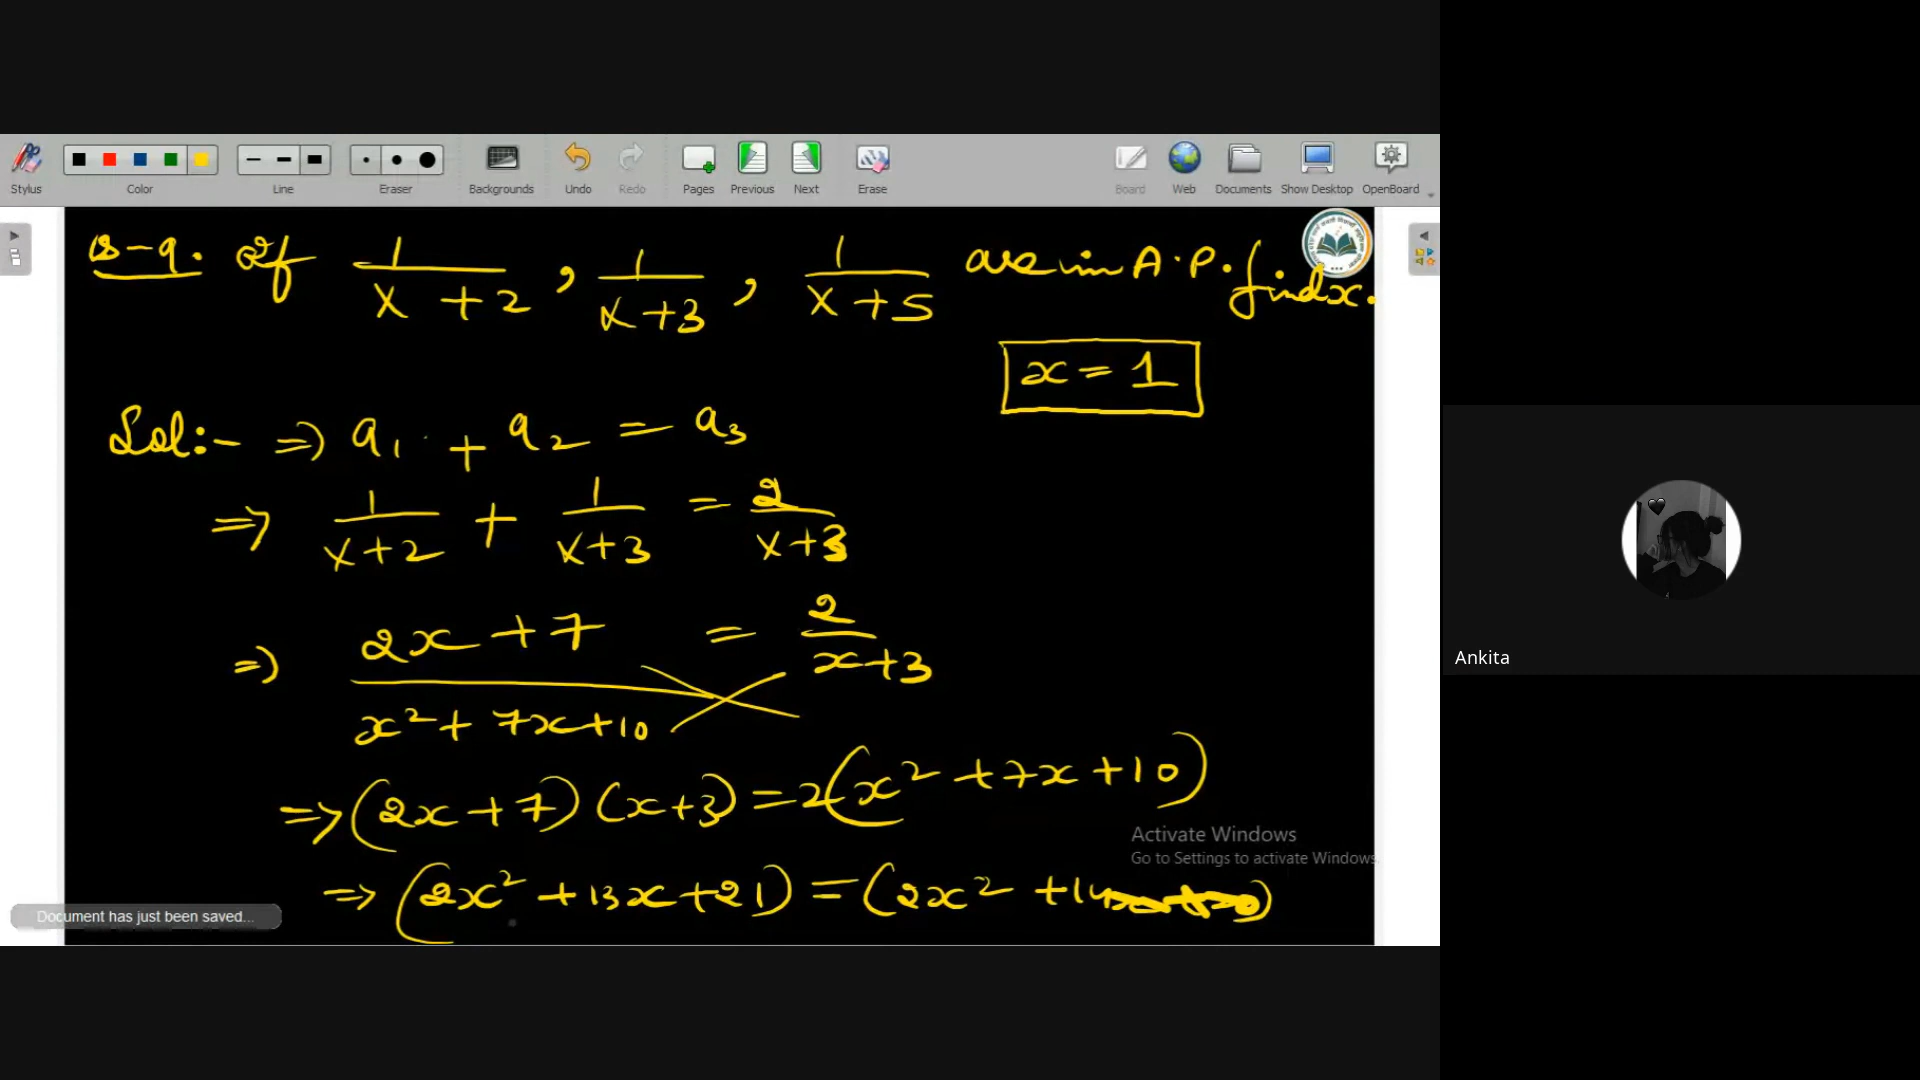 Stylus Color Line Eraser Backgrounds Undo Redo Pages Previous Next Erase Board Web Documents Show Desktop OpenBoard
Q-9. If 1/(x+2), 1/(x+3), 1/(x+5) are in A.P. find x.
x = 1
Sol:- ⇒ a₁ + a₂ = a₃
⇒ 1/(x+2) + 1/(x+3) = 2/(x+3)
⇒ (2x+7)/(x²+7x+10) = 2/(x+3)
⇒ (2x+7)(x+3) = 2(x²+7x+10)
⇒ (2x²+13x+21) = (2x²+14
Activate Windows
Go to Settings to activate Windows.
Document has just been saved...
Ankita